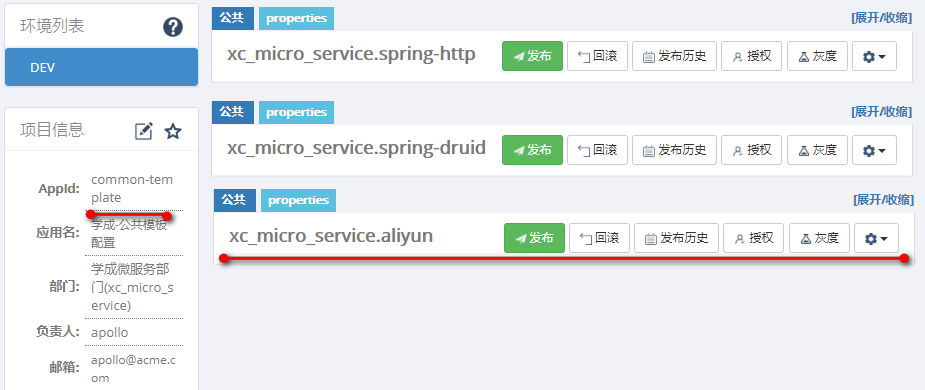 环境列表
DEV
项目信息
AppId: common-tem
plate
应用名: 学成-公共模板
配置
部门: 学成微服务部
门(xc_micro_s
ervice)
负责人: apollo
邮箱: apollo@acme.c
om
公共 properties [展开/收缩]
xc_micro_service.spring-http 发布 回滚 发布历史 授权 灰度
公共 properties [展开/收缩]
xc_micro_service.spring-druid 发布 回滚 发布历史 授权 灰度
公共 properties [展开/收缩]
xc_micro_service.aliyun 发布 回滚 发布历史 授权 灰度